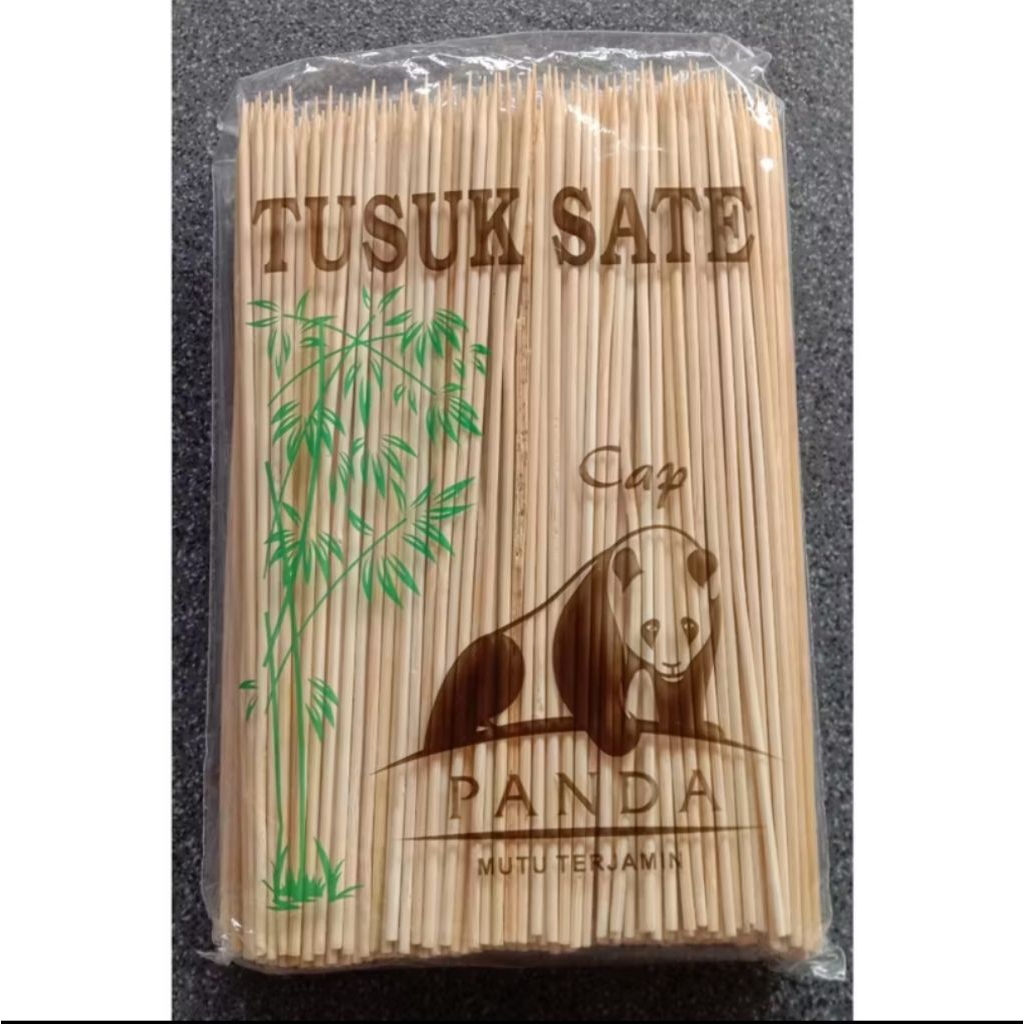 TUSUK SATE
Cap
PANDA
MUTU TERJAMIN